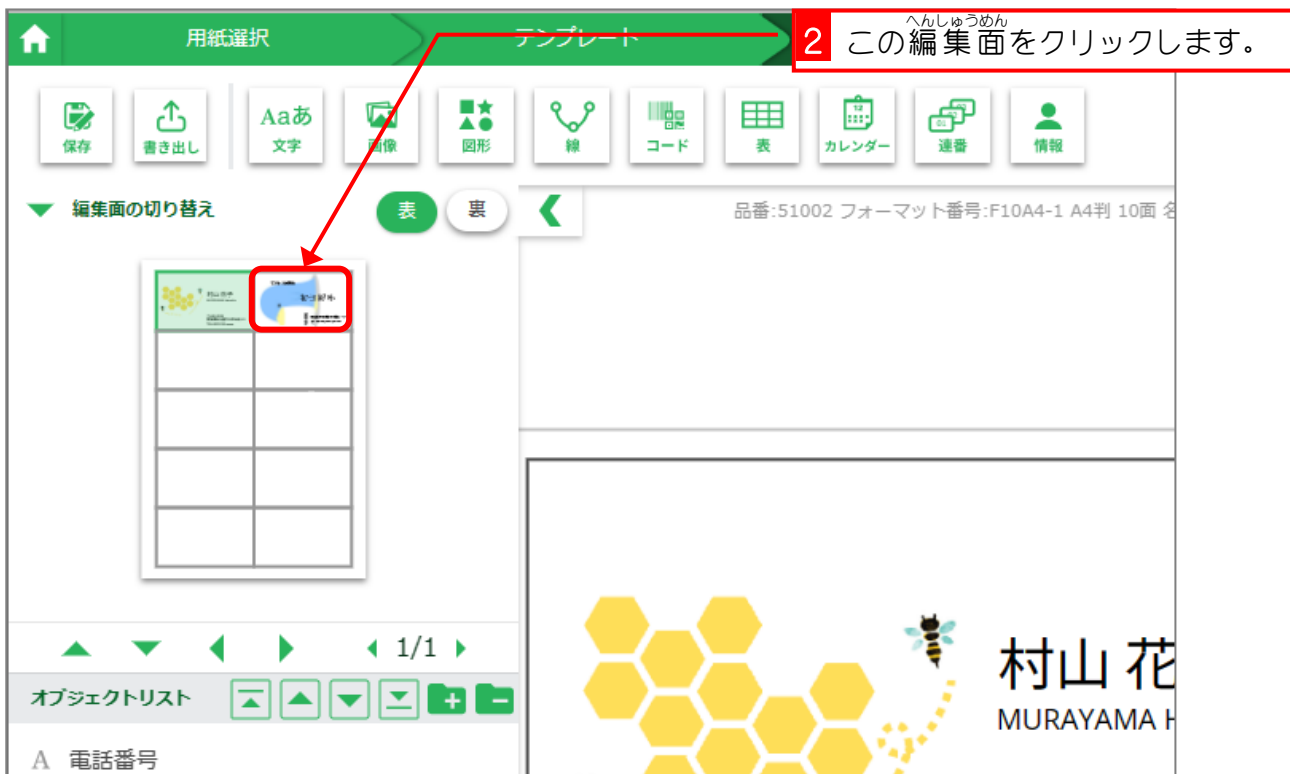 用紙選択
テンプレート
へんしゅうめん
2 この編集面をクリックします。
保存
書き出し
Aaあ
文字
画像
図形
線
コード
表
カレンダー
連番
情報
編集面の切り替え
表
裏
品番:51002 フォーマット番号:F10A4-1 A4判 10面
1/1
オブジェクトリスト
A 電話番号
村山 花
MURAYAMA H